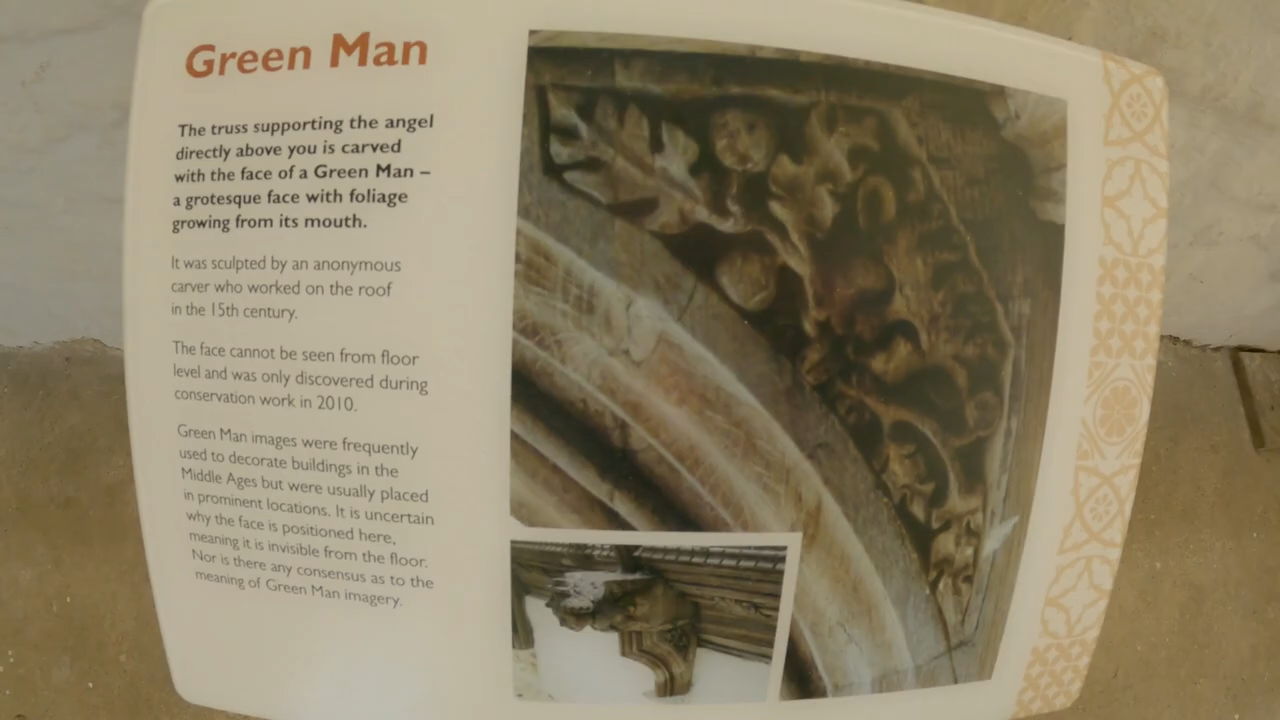 Green Man
The truss supporting the angel
directly above you is carved
with the face of a Green Man –
a grotesque face with foliage
growing from its mouth.
It was sculpted by an anonymous
carver who worked on the roof
in the 15th century.
The face cannot be seen from floor
level and was only discovered during
conservation work in 2010.
Green Man images were frequently
used to decorate buildings in the
Middle Ages but were usually placed
in prominent locations. It is uncertain
why the face is positioned here,
meaning it is invisible from the floor.
Nor is there any consensus as to the
meaning of Green Man imagery.